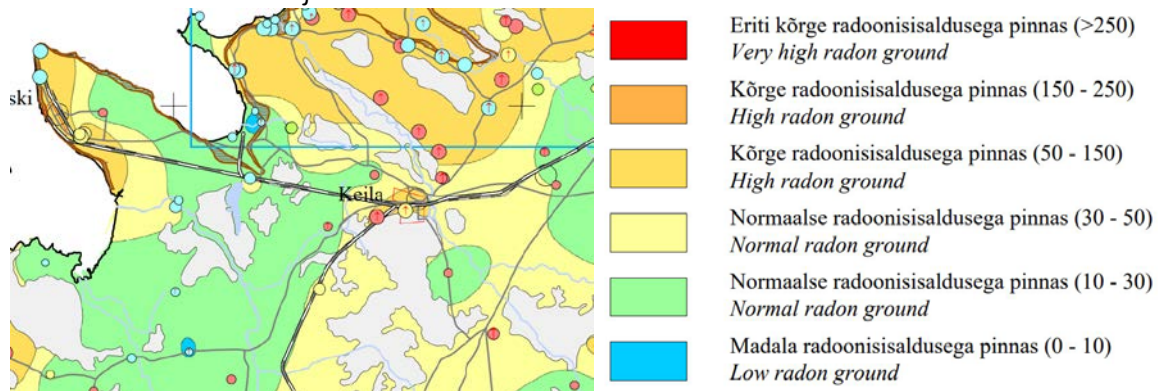 ski
Keila
Eriti kõrge radoonisisaldusega pinnas (>250)
Very high radon ground
Kõrge radoonisisaldusega pinnas (150 - 250)
High radon ground
Kõrge radoonisisaldusega pinnas (50 - 150)
High radon ground
Normaalse radoonisisaldusega pinnas (30 - 50)
Normal radon ground
Normaalse radoonisisaldusega pinnas (10 - 30)
Normal radon ground
Madala radoonisisaldusega pinnas (0 - 10)
Low radon ground